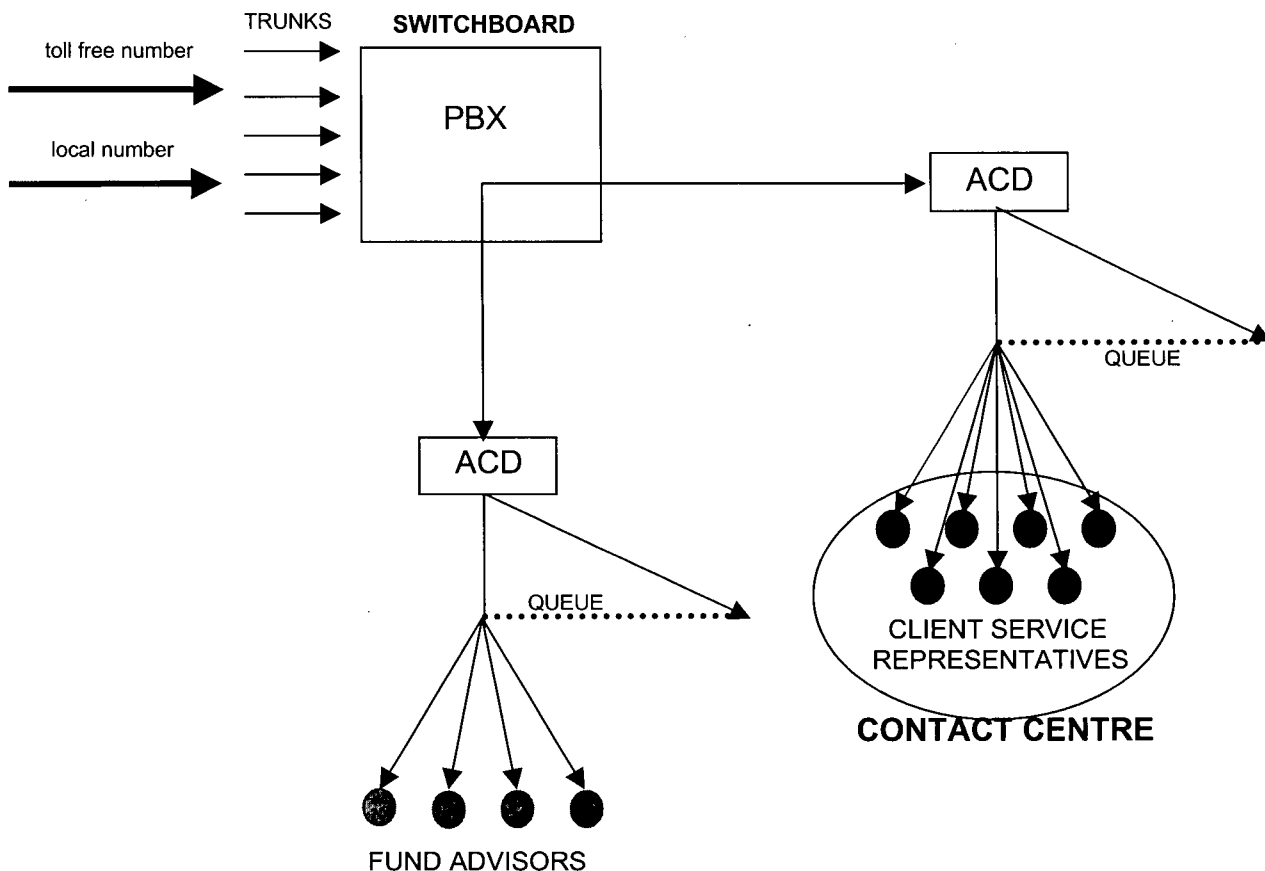 TRUNKS
SWITCHBOARD
toll free number
PBX
local number
ACD
QUEUE
ACD
QUEUE
CLIENT SERVICE
REPRESENTATIVES
CONTACT CENTRE
FUND ADVISORS